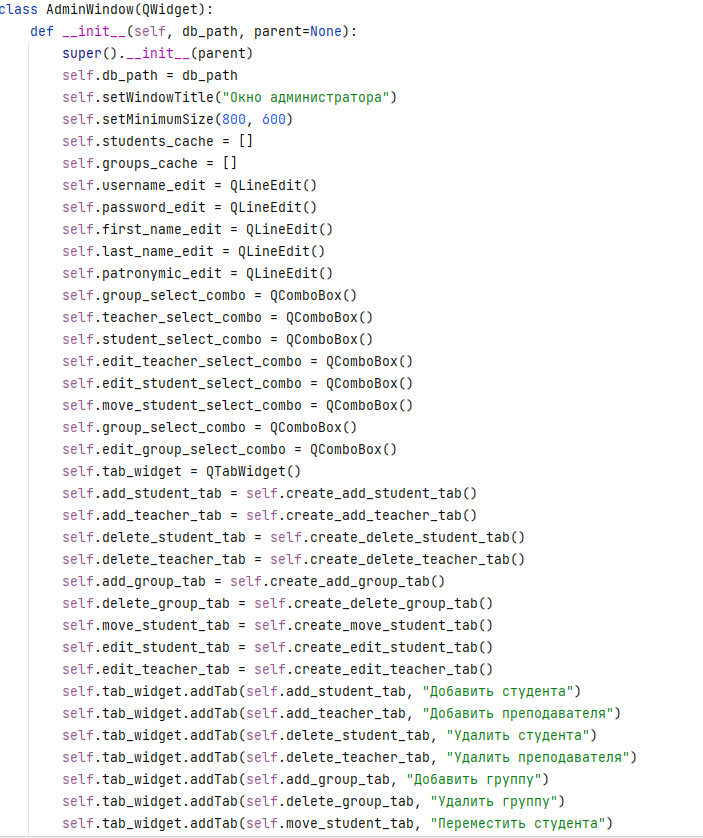 class AdminWindow(QWidget):
    def __init__(self, db_path, parent=None):
        super().__init__(parent)
        self.db_path = db_path
        self.setWindowTitle("Окно администратора")
        self.setMinimumSize(800, 600)
        self.students_cache = []
        self.groups_cache = []
        self.username_edit = QLineEdit()
        self.password_edit = QLineEdit()
        self.first_name_edit = QLineEdit()
        self.last_name_edit = QLineEdit()
        self.patronymic_edit = QLineEdit()
        self.group_select_combo = QComboBox()
        self.teacher_select_combo = QComboBox()
        self.student_select_combo = QComboBox()
        self.edit_teacher_select_combo = QComboBox()
        self.edit_student_select_combo = QComboBox()
        self.move_student_select_combo = QComboBox()
        self.group_select_combo = QComboBox()
        self.edit_group_select_combo = QComboBox()
        self.tab_widget = QTabWidget()
        self.add_student_tab = self.create_add_student_tab()
        self.add_teacher_tab = self.create_add_teacher_tab()
        self.delete_student_tab = self.create_delete_student_tab()
        self.delete_teacher_tab = self.create_delete_teacher_tab()
        self.add_group_tab = self.create_add_group_tab()
        self.delete_group_tab = self.create_delete_group_tab()
        self.move_student_tab = self.create_move_student_tab()
        self.edit_student_tab = self.create_edit_student_tab()
        self.edit_teacher_tab = self.create_edit_teacher_tab()
        self.tab_widget.addTab(self.add_student_tab, "Добавить студента")
        self.tab_widget.addTab(self.add_teacher_tab, "Добавить преподавателя")
        self.tab_widget.addTab(self.delete_student_tab, "Удалить студента")
        self.tab_widget.addTab(self.delete_teacher_tab, "Удалить преподавателя")
        self.tab_widget.addTab(self.add_group_tab, "Добавить группу")
        self.tab_widget.addTab(self.delete_group_tab, "Удалить группу")
        self.tab_widget.addTab(self.move_student_tab, "Переместить студента")